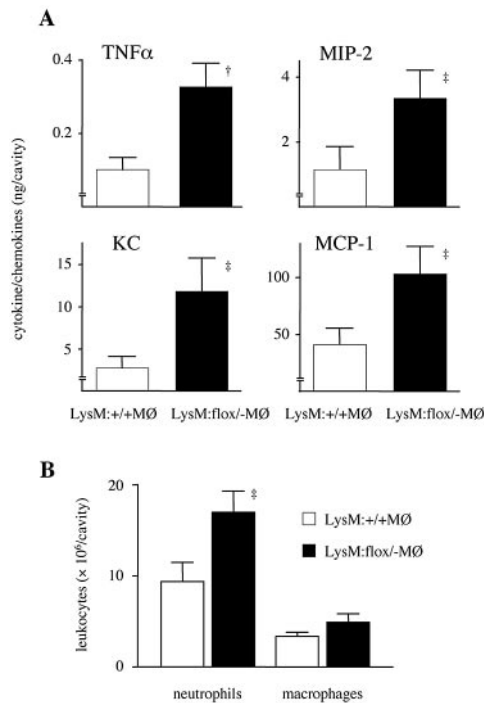 A
cytokine/chemokines (ng/cavity)
TNFα
0.4
0.2
†
MIP-2
4
2
‡
KC
15
10
5
‡
MCP-1
100
50
‡
LysM:+/+MØ LysM:flox/-MØ LysM:+/+MØ LysM:flox/-MØ
B
leukocytes (× 10⁶/cavity)
20
10
0
‡
LysM:+/+MØ
LysM:flox/-MØ
neutrophils macrophages